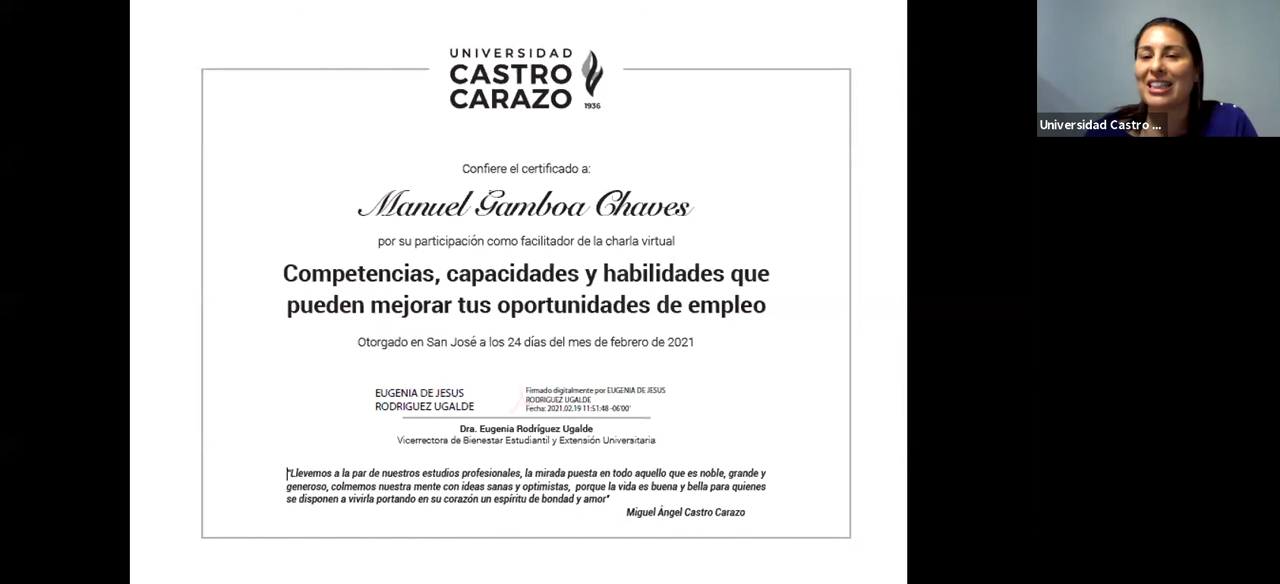 UNIVERSIDAD
CASTRO
CARAZO
1936
Confiere el certificado a:
Manuel Gamboa Chaves
por su participación como facilitador de la charla virtual
Competencias, capacidades y habilidades que
pueden mejorar tus oportunidades de empleo
Otorgado en San José a los 24 días del mes de febrero de 2021
EUGENIA DE JESUS
RODRIGUEZ UGALDE
Firmado digitalmente por EUGENIA DE JESUS
RODRIGUEZ UGALDE
Fecha: 2021.02.19 11:51:48 -06'00'
Dra. Eugenia Rodríguez Ugalde
Vicerrectora de Bienestar Estudiantil y Extensión Universitaria
"Llevemos a la par de nuestros estudios profesionales, la mirada puesta en todo aquello que es noble, grande y
generoso, colmemos nuestra mente con ideas sanas y optimistas, porque la vida es buena y bella para quienes
se disponen a vivirla portando en su corazón un espíritu de bondad y amor"
Miguel Ángel Castro Carazo
Universidad Castro ...